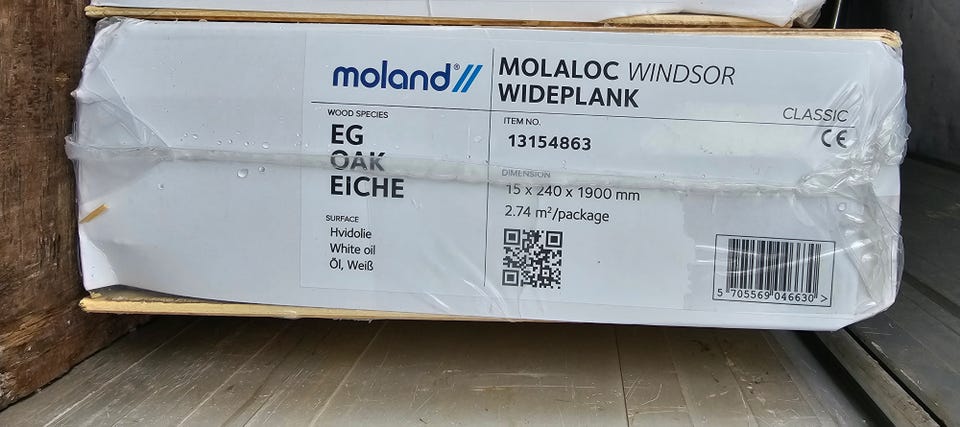 moland®//
MOLALOC WINDSOR
WIDEPLANK
CLASSIC
CE
WOOD SPECIES
EG
OAK
EICHE
ITEM NO.
13154863
DIMENSION
15 x 240 x 1900 mm
2.74 m²/package
SURFACE
Hvidolie
White oil
Öl, Weiß
5 705569 046630 >